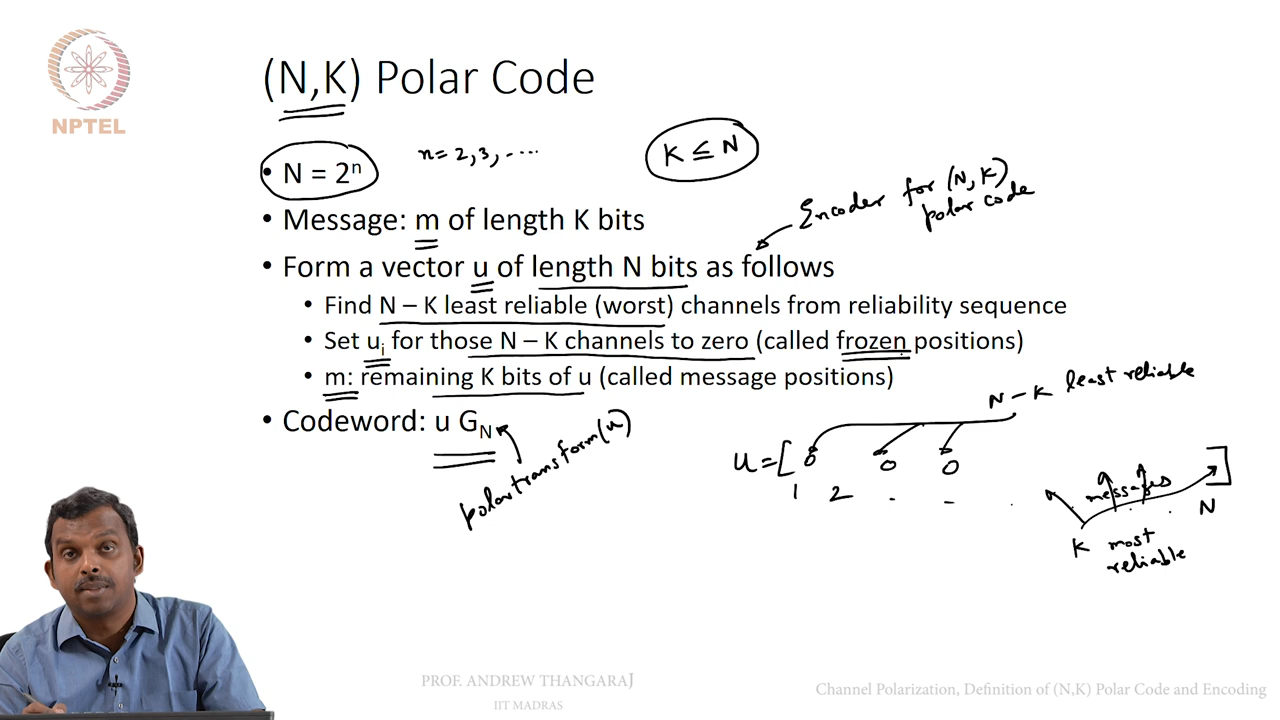 NPTEL
(N,K) Polar Code
• N = 2ⁿ
n = 2, 3, - ...
K ≤ N
• Message: m of length K bits
Encoder for (N, K)
polar code
• Form a vector u of length N bits as follows
• Find N – K least reliable (worst) channels from reliability sequence
• Set uᵢ for those N – K channels to zero (called frozen positions)
• m: remaining K bits of u (called message positions)
N – K least reliable
• Codeword: u G_N
polar transform (u)
u = [ 0 0 0 messages ]
1 2 . – . . . N
K most
reliable
PROF. ANDREW THANGARAJ
IIT MADRAS
Channel Polarization, Definition of (N,K) Polar Code and Encoding